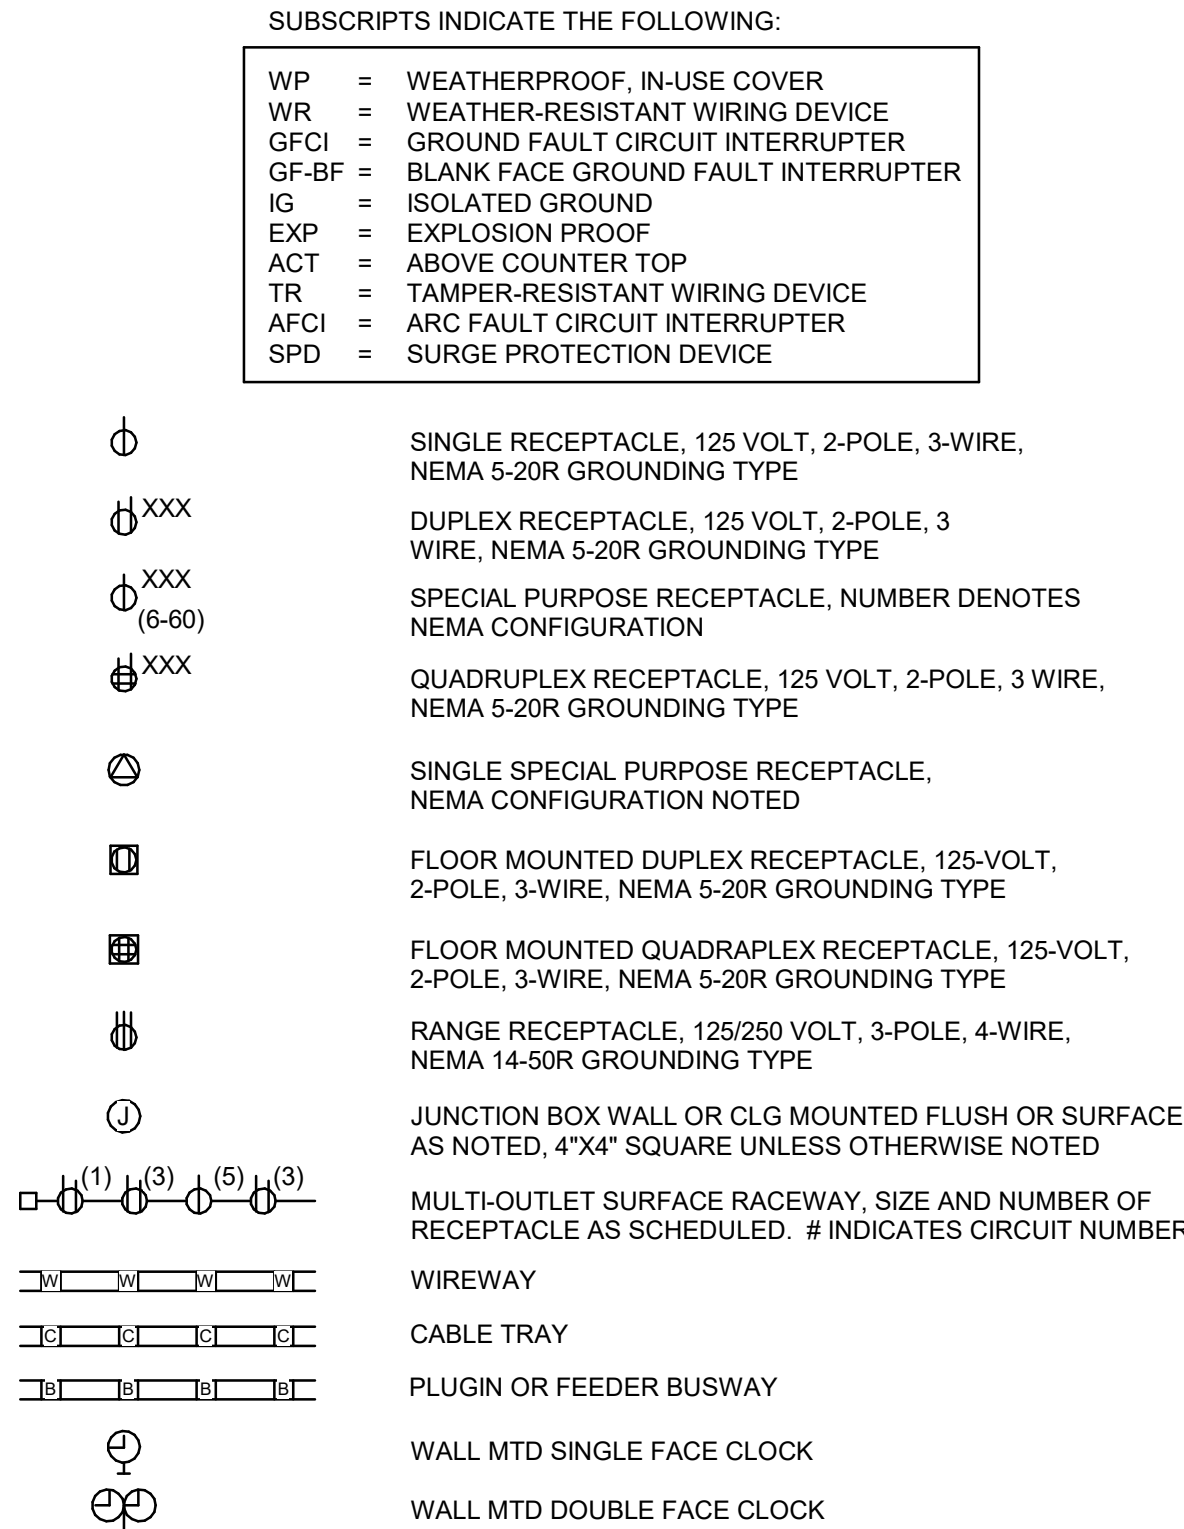 SUBSCRIPTS INDICATE THE FOLLOWING:
WP = WEATHERPROOF, IN-USE COVER
WR = WEATHER-RESISTANT WIRING DEVICE
GFCI = GROUND FAULT CIRCUIT INTERRUPTER
GF-BF = BLANK FACE GROUND FAULT INTERRUPTER
IG = ISOLATED GROUND
EXP = EXPLOSION PROOF
ACT = ABOVE COUNTER TOP
TR = TAMPER-RESISTANT WIRING DEVICE
AFCI = ARC FAULT CIRCUIT INTERRUPTER
SPD = SURGE PROTECTION DEVICE
SINGLE RECEPTACLE, 125 VOLT, 2-POLE, 3-WIRE,
NEMA 5-20R GROUNDING TYPE
XXX
DUPLEX RECEPTACLE, 125 VOLT, 2-POLE, 3
WIRE, NEMA 5-20R GROUNDING TYPE
XXX
(6-60)
SPECIAL PURPOSE RECEPTACLE, NUMBER DENOTES
NEMA CONFIGURATION
XXX
QUADRUPLEX RECEPTACLE, 125 VOLT, 2-POLE, 3 WIRE,
NEMA 5-20R GROUNDING TYPE
SINGLE SPECIAL PURPOSE RECEPTACLE,
NEMA CONFIGURATION NOTED
FLOOR MOUNTED DUPLEX RECEPTACLE, 125-VOLT,
2-POLE, 3-WIRE, NEMA 5-20R GROUNDING TYPE
FLOOR MOUNTED QUADRAPLEX RECEPTACLE, 125-VOLT,
2-POLE, 3-WIRE, NEMA 5-20R GROUNDING TYPE
RANGE RECEPTACLE, 125/250 VOLT, 3-POLE, 4-WIRE,
NEMA 14-50R GROUNDING TYPE
J
JUNCTION BOX WALL OR CLG MOUNTED FLUSH OR SURFACE
AS NOTED, 4"X4" SQUARE UNLESS OTHERWISE NOTED
(1) (3) (5) (3)
MULTI-OUTLET SURFACE RACEWAY, SIZE AND NUMBER OF
RECEPTACLE AS SCHEDULED. # INDICATES CIRCUIT NUMBER
W W W W
WIREWAY
C C C C
CABLE TRAY
B B B B
PLUGIN OR FEEDER BUSWAY
WALL MTD SINGLE FACE CLOCK
WALL MTD DOUBLE FACE CLOCK